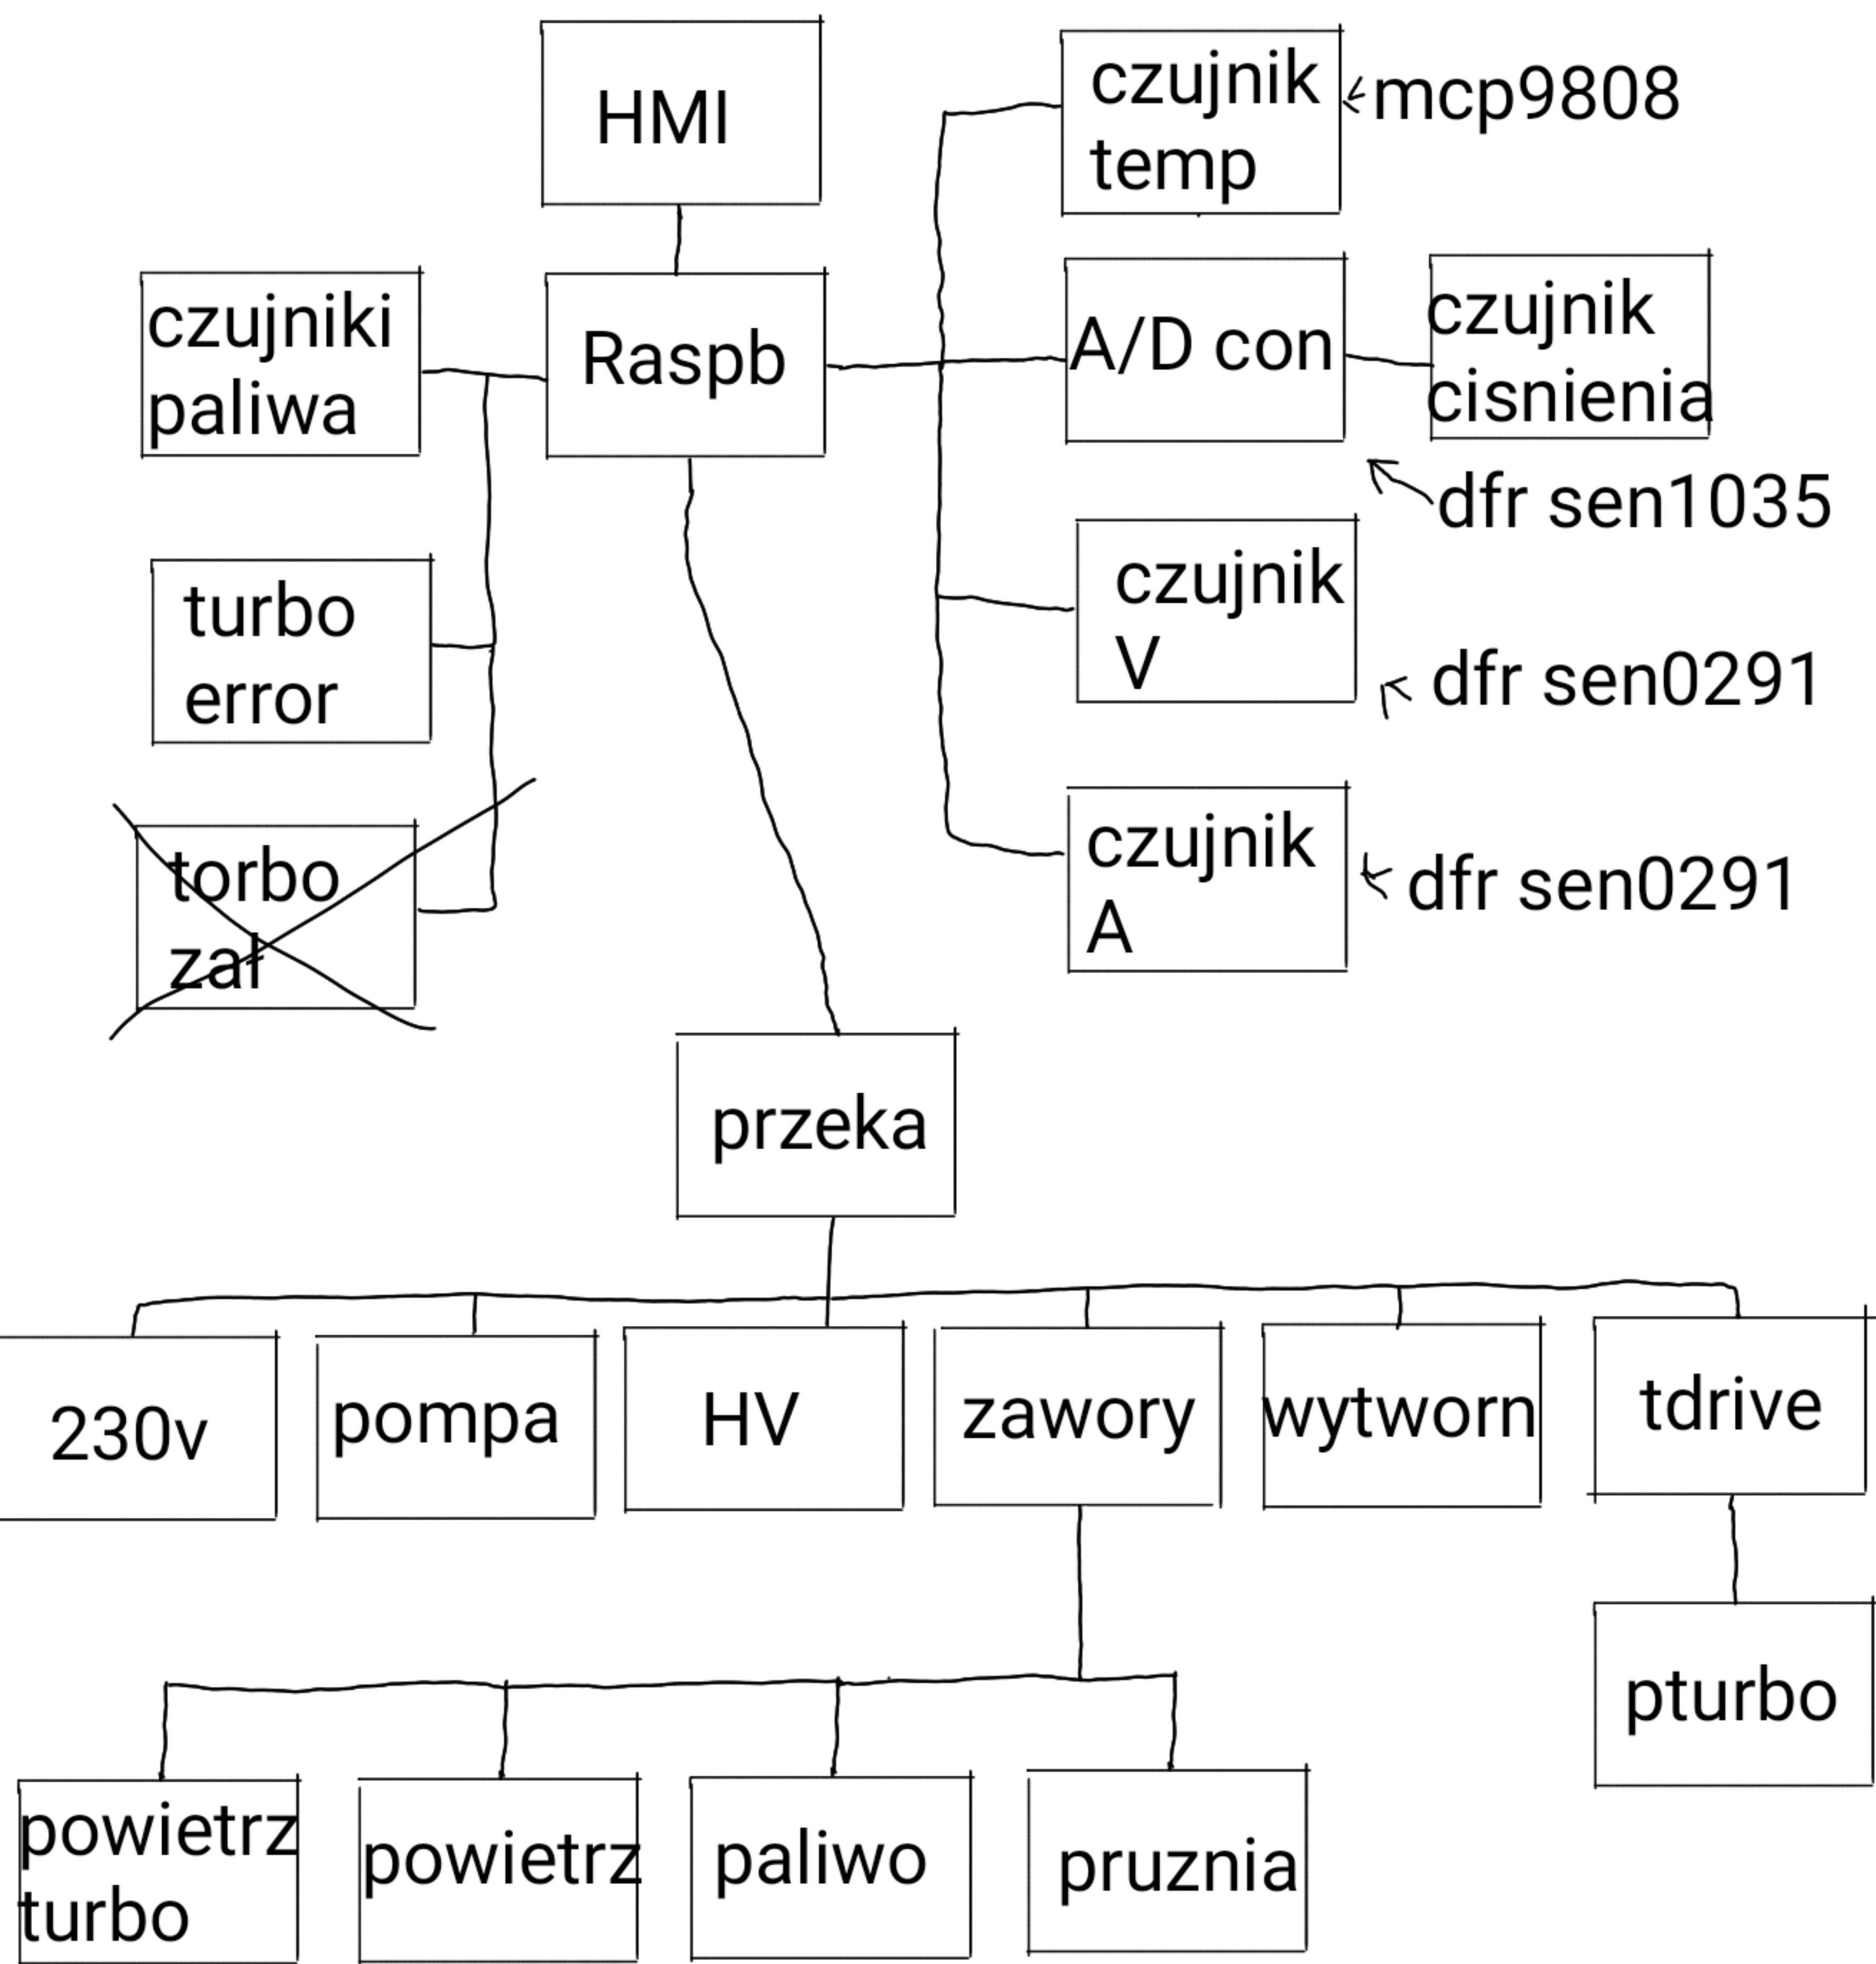 HMI
czujnik
temp
mcp9808
czujniki
paliwa
Raspb
A/D con
czujnik
cisnienia
dfr sen1035
turbo
error
czujnik
V
dfr sen0291
torbo
zał
czujnik
A
dfr sen0291
przeka
230v
pompa
HV
zawory
wytworn
tdrive
pturbo
powietrz
turbo
powietrz
paliwo
pruznia